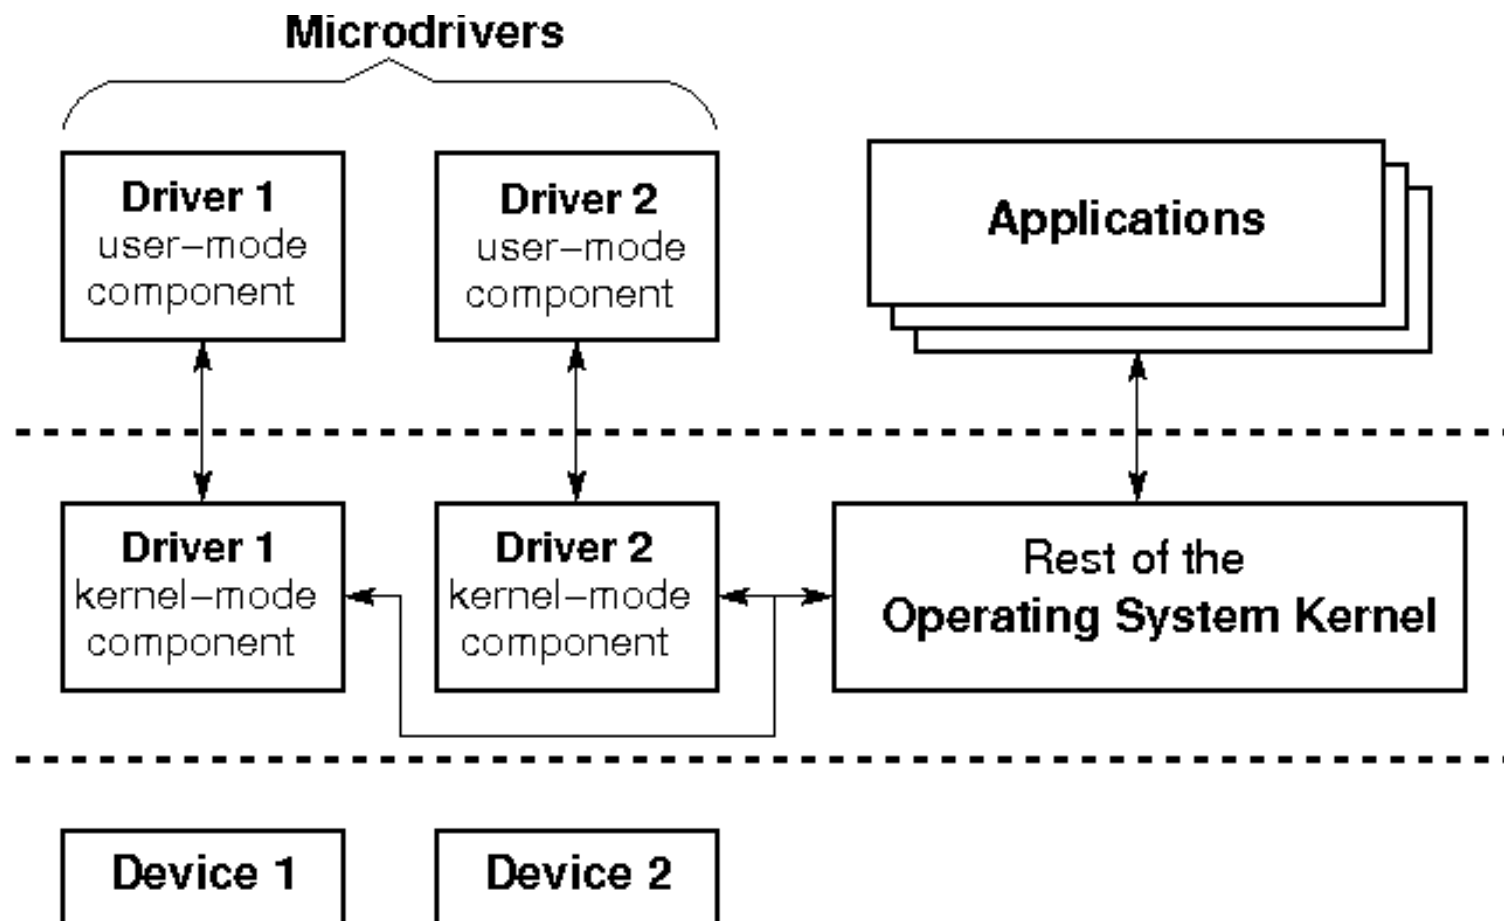 Microdrivers
Driver 1
user–mode
component
Driver 2
user–mode
component
Applications
Driver 1
kernel–mode
component
Driver 2
kernel–mode
component
Rest of the
Operating System Kernel
Device 1
Device 2